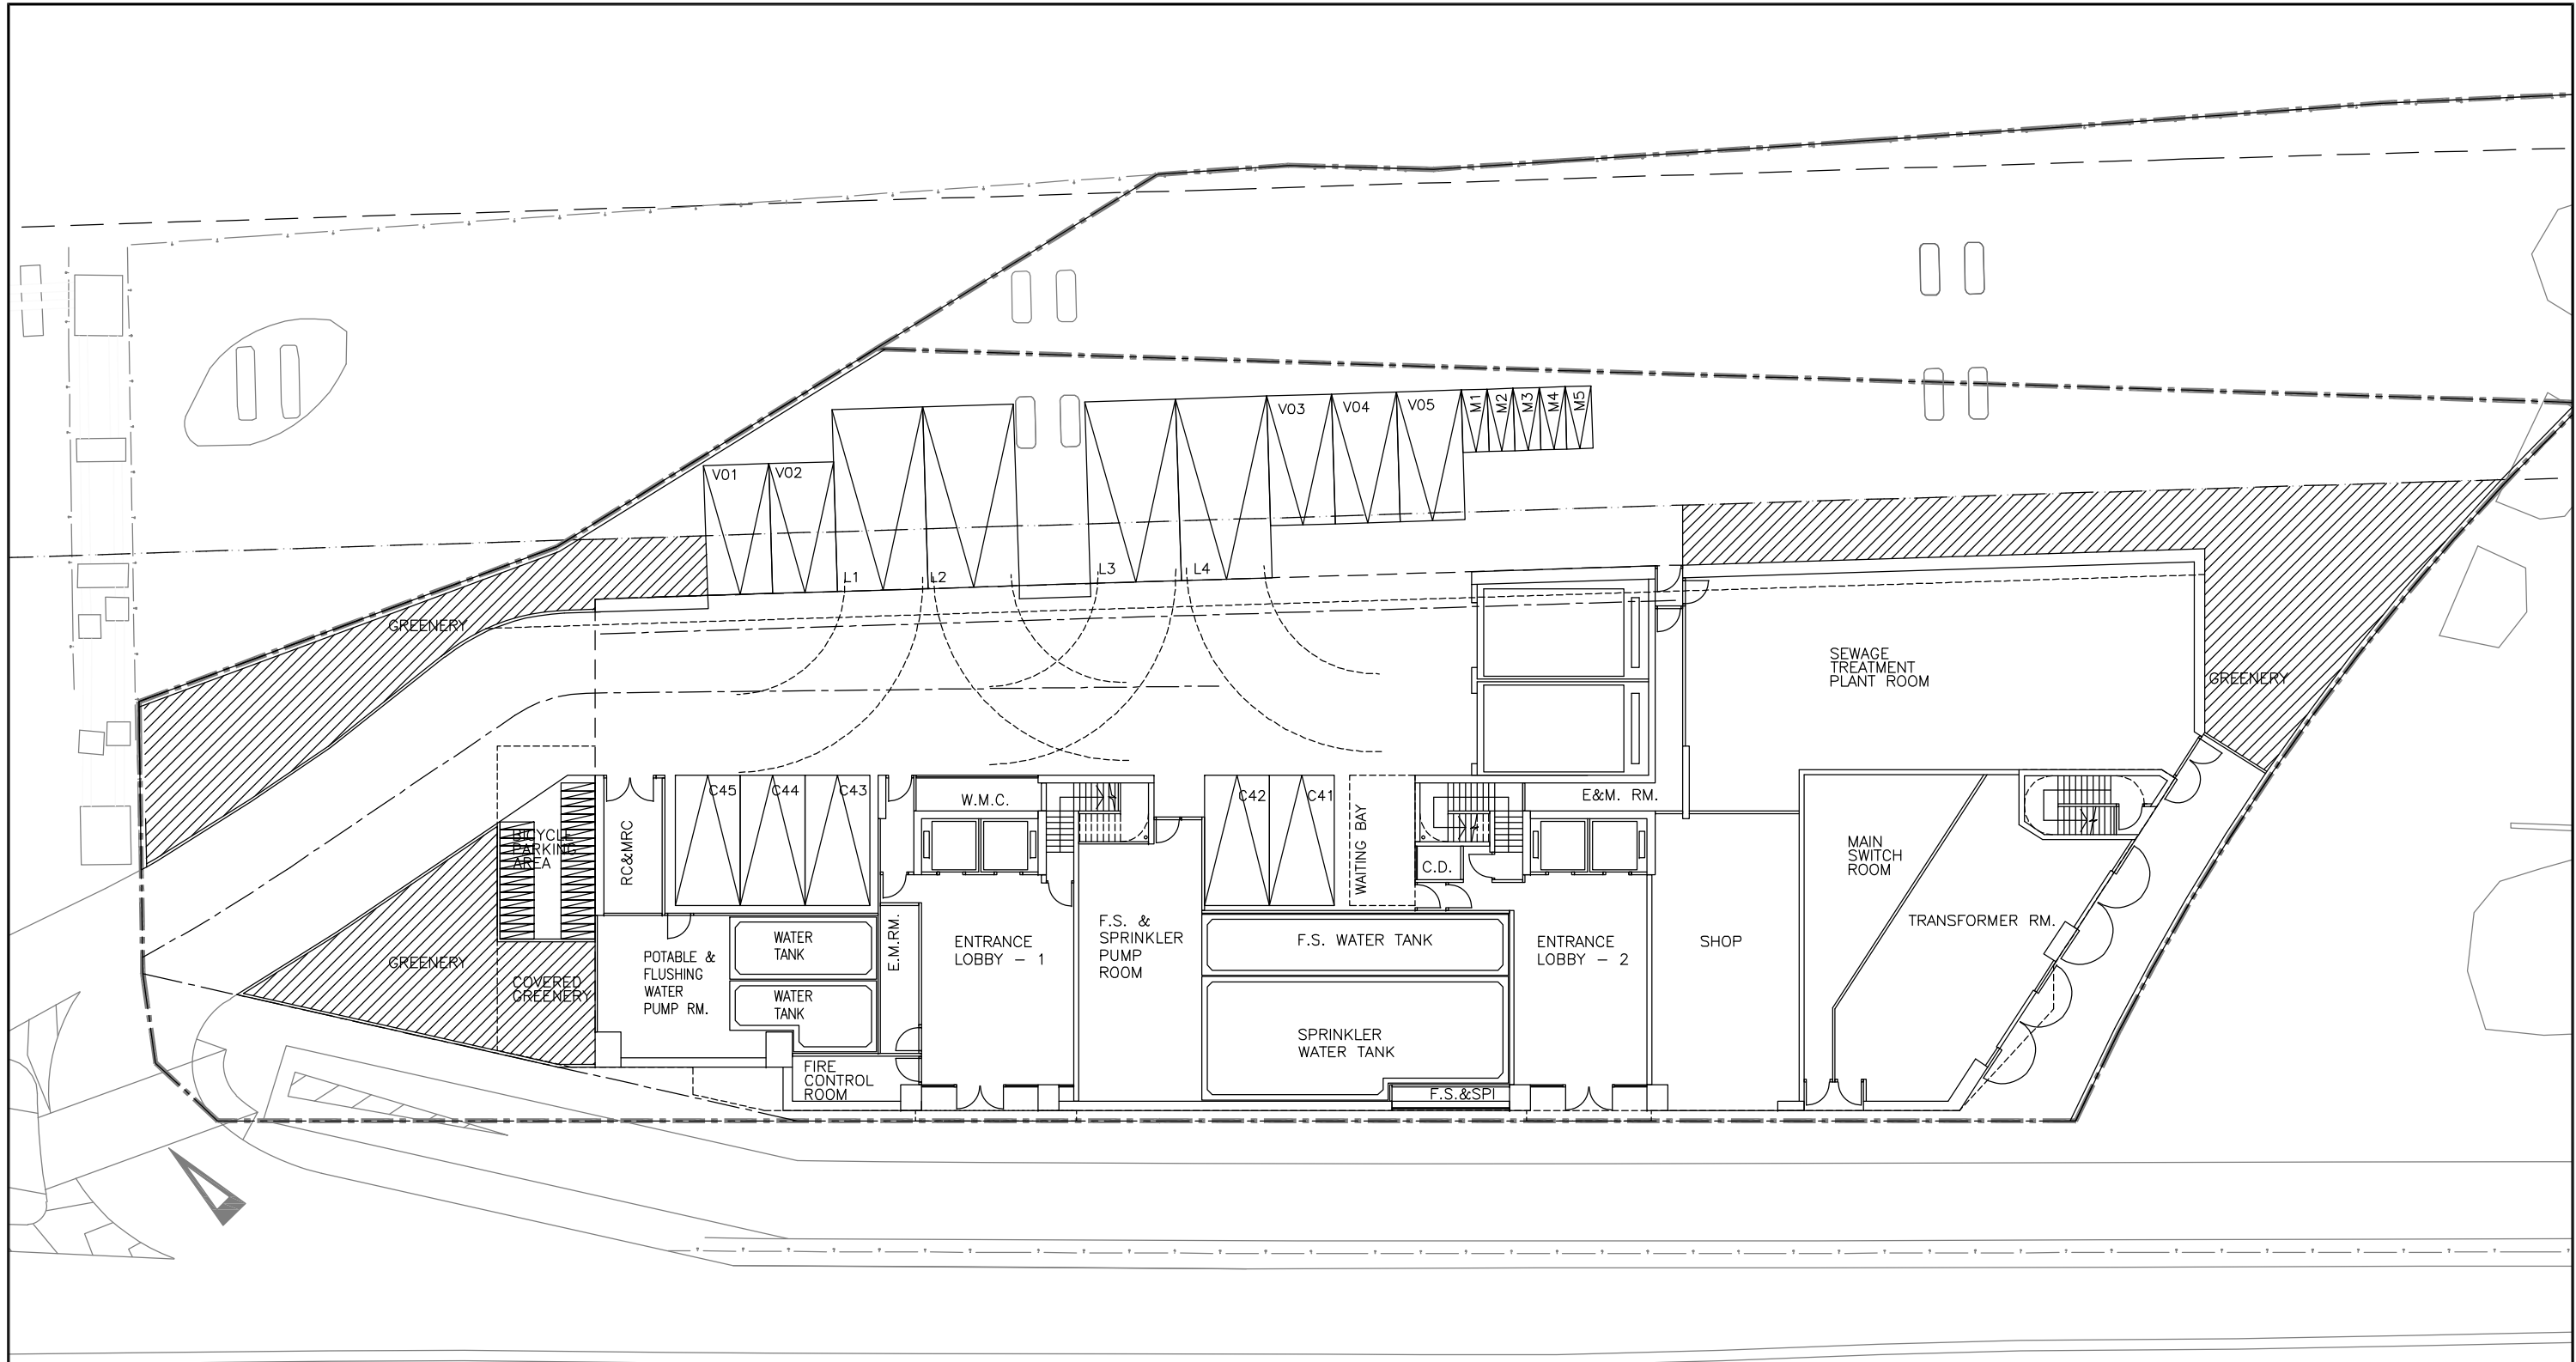 M1
M2
M3
M4
M5
V03
V04
V05
V01
V02
L1
L2
L3
L4
GREENERY
SEWAGE
TREATMENT
PLANT ROOM
GREENERY
C45
C44
C43
W.M.C.
C42
C41
E&M. RM.
BICYCLE
PARKING
AREA
RC&MRC
WAITING BAY
C.D.
MAIN
SWITCH
ROOM
TRANSFORMER RM.
F.S. &
SPRINKLER
PUMP
ROOM
WATER
TANK
E.M.RM.
ENTRANCE
LOBBY – 1
F.S. WATER TANK
ENTRANCE
LOBBY – 2
SHOP
GREENERY
COVERED
GREENERY
POTABLE &
FLUSHING
WATER
PUMP RM.
WATER
TANK
SPRINKLER
WATER TANK
FIRE
CONTROL
ROOM
F.S.&SPI